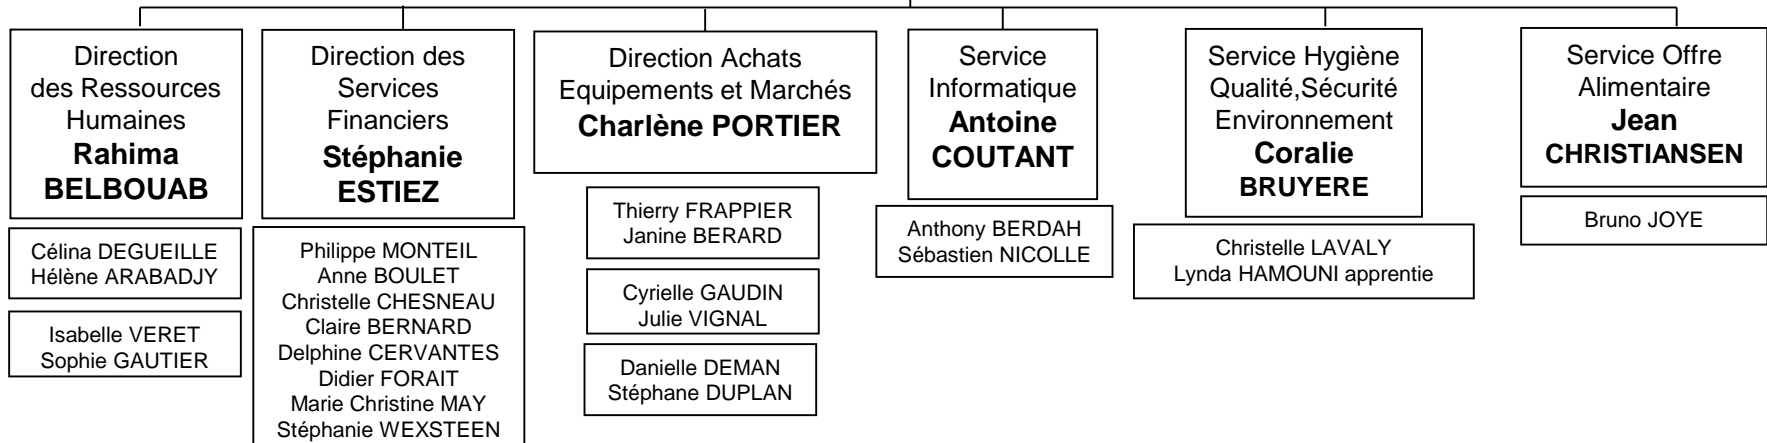 Direction
des Ressources
Humaines
Rahima
BELBOUAB
Célina DEGUEILLE
Hélène ARABADJY
Isabelle VERET
Sophie GAUTIER
Direction des
Services
Financiers
Stéphanie
ESTIEZ
Philippe MONTEIL
Anne BOULET
Christelle CHESNEAU
Claire BERNARD
Delphine CERVANTES
Didier FORAIT
Marie Christine MAY
Stéphanie WEXSTEEN
Direction Achats
Equipements et Marchés
Charlène PORTIER
Thierry FRAPPIER
Janine BERARD
Cyrielle GAUDIN
Julie VIGNAL
Danielle DEMAN
Stéphane DUPLAN
Service
Informatique
Antoine
COUTANT
Anthony BERDAH
Sébastien NICOLLE
Service Hygiène
Qualité,Sécurité
Environnement
Coralie
BRUYERE
Christelle LAVALY
Lynda HAMOUNI apprentie
Service Offre
Alimentaire
Jean
CHRISTIANSEN
Bruno JOYE